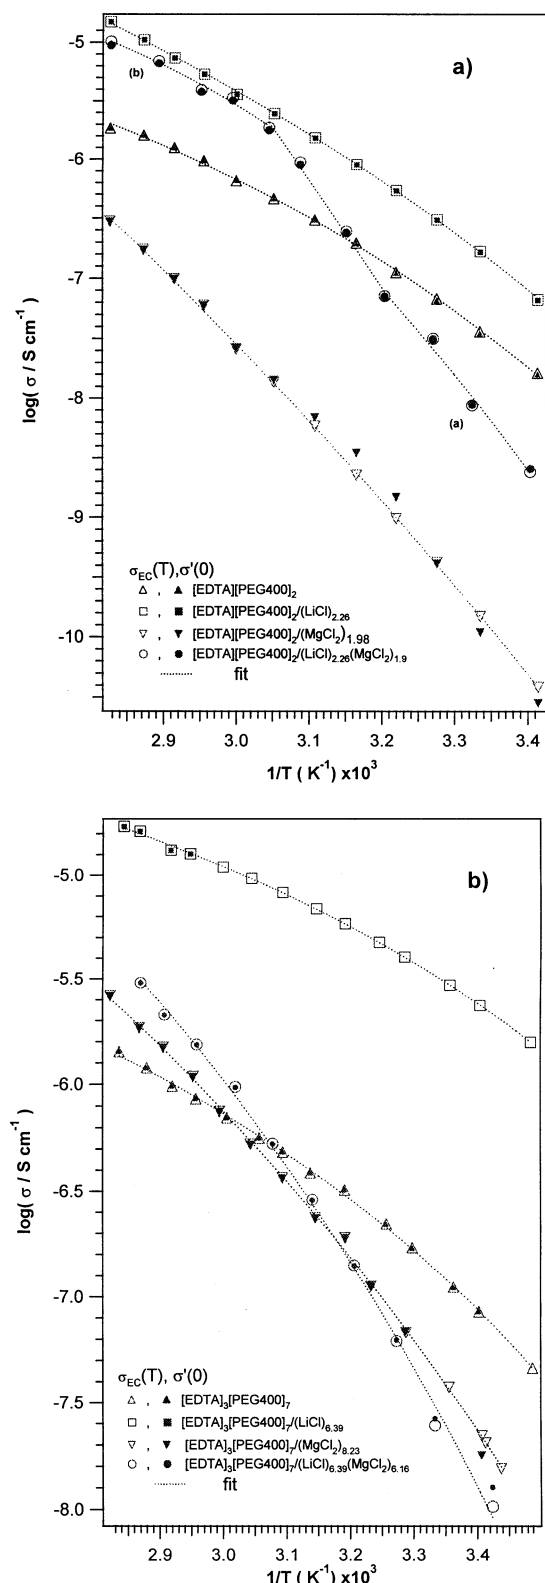 a)
-5
(b)
-6
-7
-8
(a)
-9
-10
log( σ / S cm⁻¹ )
σEC(T),σ'(0)
△ , ▲ [EDTA][PEG400]₂
□ , ■ [EDTA][PEG400]₂/(LiCl)₂.₂₆
▽ , ▼ [EDTA][PEG400]₂/(MgCl₂)₁.₉₈
○ , ● [EDTA][PEG400]₂/(LiCl)₂.₂₆(MgCl₂)₁.₉
fit
2.9 3.0 3.1 3.2 3.3 3.4
1/T ( K⁻¹) x10³
b)
-5.0
-5.5
-6.0
-6.5
-7.0
-7.5
-8.0
log( σ / S cm⁻¹ )
σEC(T), σ'(0)
△ , ▲ [EDTA]₃[PEG400]₇
□ , ■ [EDTA]₃[PEG400]₇/(LiCl)₆.₃₉
▽ , ▼ [EDTA]₃[PEG400]₇/(MgCl₂)₈.₂₃
○ , ● [EDTA]₃[PEG400]₇/(LiCl)₆.₃₉(MgCl₂)₆.₁₆
fit
2.9 3.0 3.1 3.2 3.3 3.4
1/T ( K⁻¹) x10³